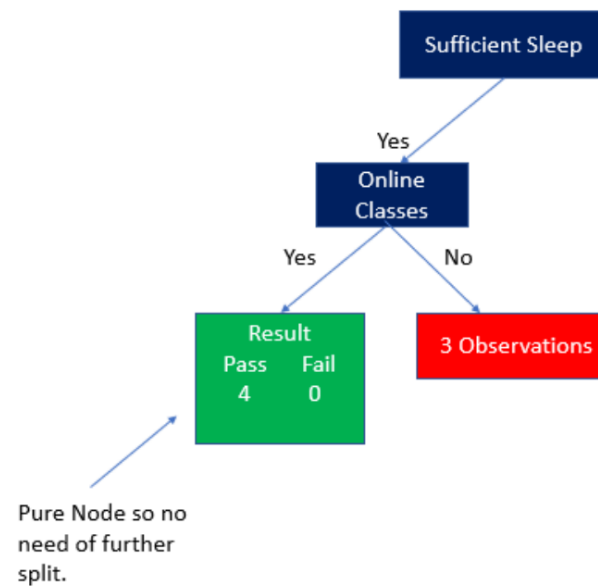 Sufficient Sleep
Yes
Online
Classes
Yes
No
Result
Pass Fail
4 0
3 Observations
Pure Node so no
need of further
split.